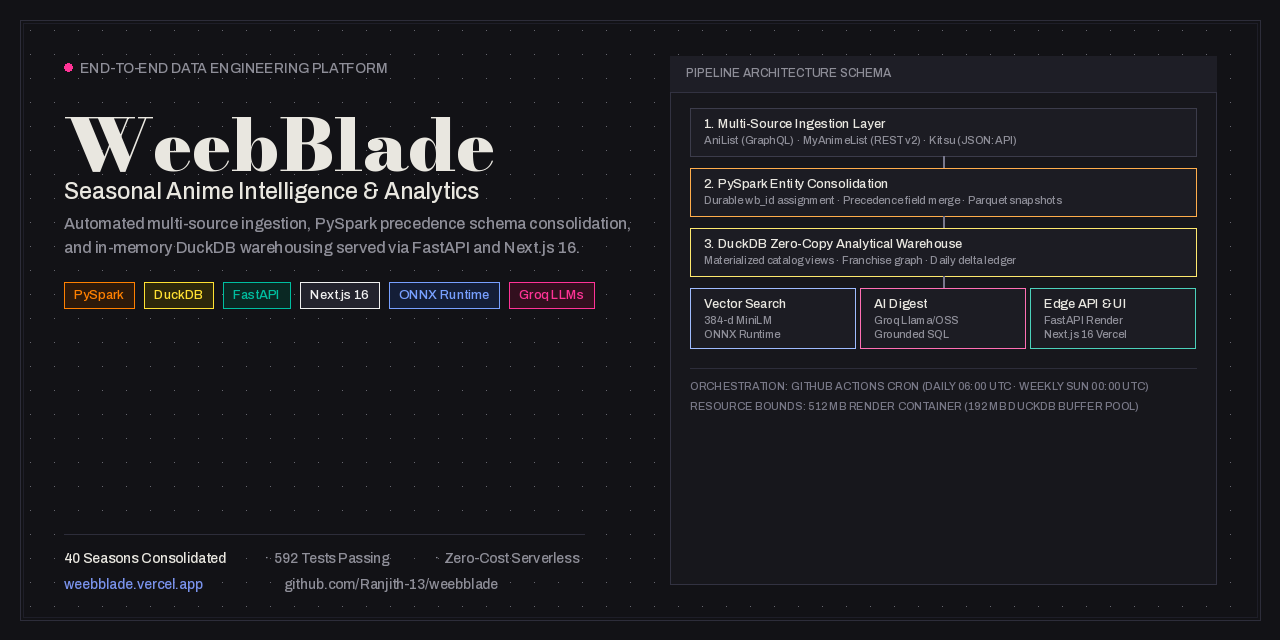 END-TO-END DATA ENGINEERING PLATFORM
WeebBlade
Seasonal Anime Intelligence & Analytics
Automated multi-source ingestion, PySpark precedence schema consolidation,
and in-memory DuckDB warehousing served via FastAPI and Next.js 16.
PySpark DuckDB FastAPI Next.js 16 ONNX Runtime Groq LLMs
40 Seasons Consolidated · 592 Tests Passing · Zero-Cost Serverless
weebblade.vercel.app github.com/Ranjith-13/weebblade
PIPELINE ARCHITECTURE SCHEMA
1. Multi-Source Ingestion Layer
AniList (GraphQL) · MyAnimeList (REST v2) · Kitsu (JSON:API)
2. PySpark Entity Consolidation
Durable wb_id assignment · Precedence field merge · Parquet snapshots
3. DuckDB Zero-Copy Analytical Warehouse
Materialized catalog views · Franchise graph · Daily delta ledger
Vector Search
384-d MiniLM
ONNX Runtime
AI Digest
Groq Llama/OSS
Grounded SQL
Edge API & UI
FastAPI Render
Next.js 16 Vercel
ORCHESTRATION: GITHUB ACTIONS CRON (DAILY 06:00 UTC · WEEKLY SUN 00:00 UTC)
RESOURCE BOUNDS: 512 MB RENDER CONTAINER (192 MB DUCKDB BUFFER POOL)